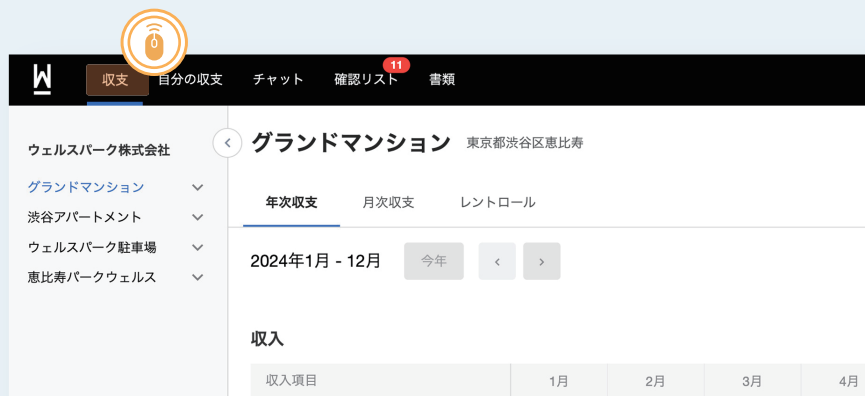 収支 自分の収支 チャット 確認リスト 11 書類
ウェルスパーク株式会社
グランドマンション
渋谷アパートメント
ウェルスパーク駐車場
恵比寿パークウェルス
グランドマンション 東京都渋谷区恵比寿
年次収支 月次収支 レントロール
2024年1月 - 12月 今年
収入
収入項目 1月 2月 3月 4月